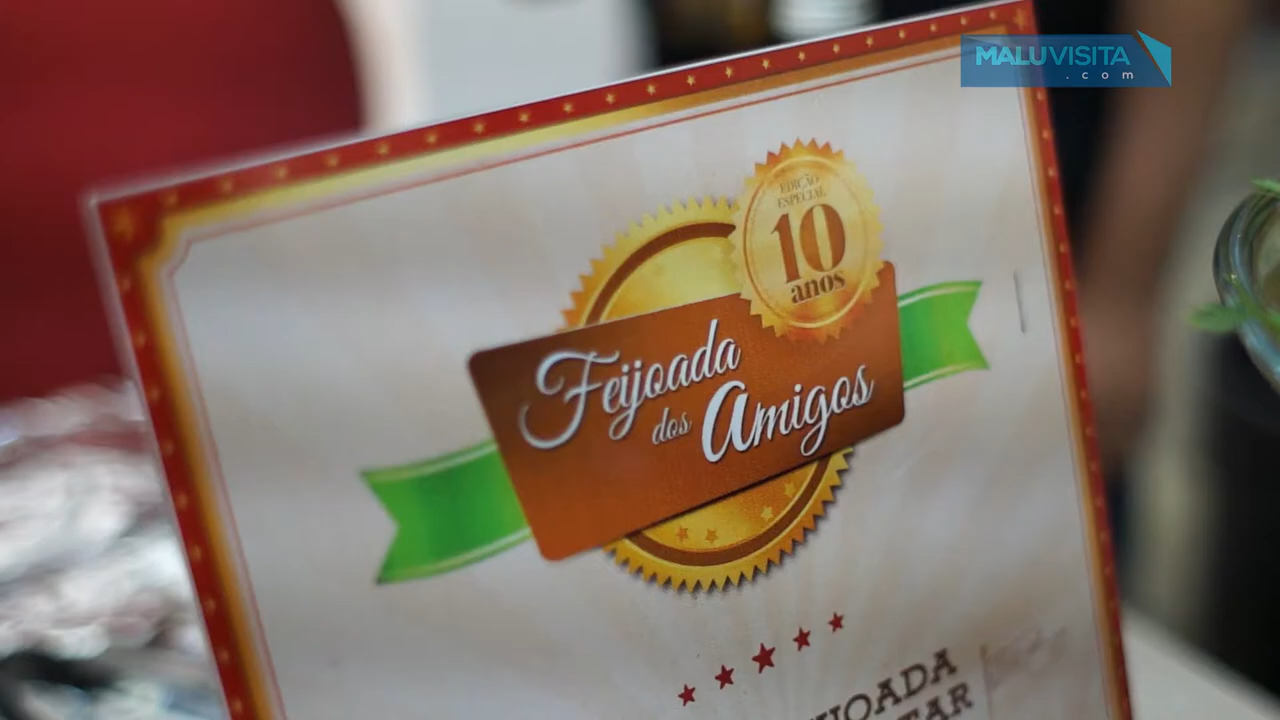 MALUVISITA
.com
EDIÇÃO
ESPECIAL
10
anos
Feijoada
dos Amigos